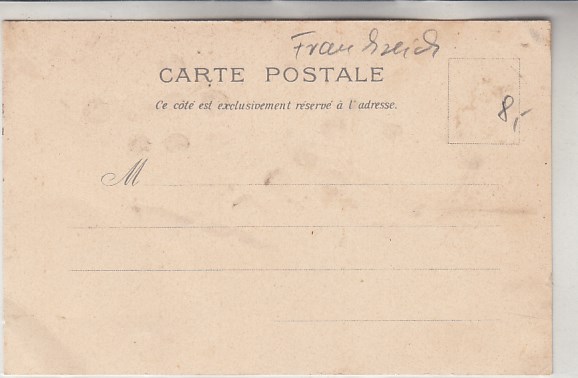 Frankreich
CARTE POSTALE
Ce côté est exclusivement réservé à l'adresse.
8,-
M